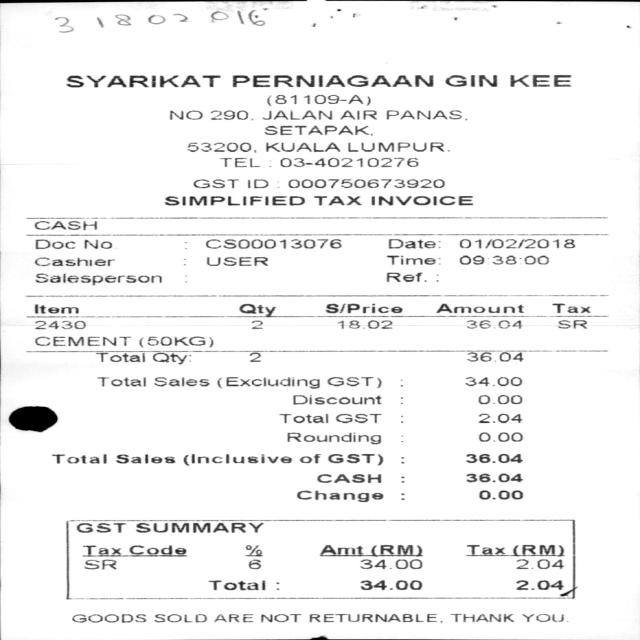 3 1802016
SYARIKAT PERNIAGAAN GIN KEE
(81109-A)
NO 290, JALAN AIR PANAS,
SETAPAK,
53200, KUALA LUMPUR.
TEL : 03-40210276
GST ID : 000750673920
SIMPLIFIED TAX INVOICE
CASH
Doc No. : CS00013076 Date: 01/02/2018
Cashier : USER Time: 09:38:00
Salesperson : Ref. :
Item Qty S/Price Amount Tax
2430 2 18.02 36.04 SR
CEMENT (50KG)
Total Qty: 2 36.04
Total Sales (Excluding GST) : 34.00
Discount : 0.00
Total GST : 2.04
Rounding : 0.00
Total Sales (Inclusive of GST) : 36.04
CASH : 36.04
Change : 0.00
GST SUMMARY
Tax Code % Amt (RM) Tax (RM)
SR 6 34.00 2.04
Total : 34.00 2.04
GOODS SOLD ARE NOT RETURNABLE, THANK YOU.